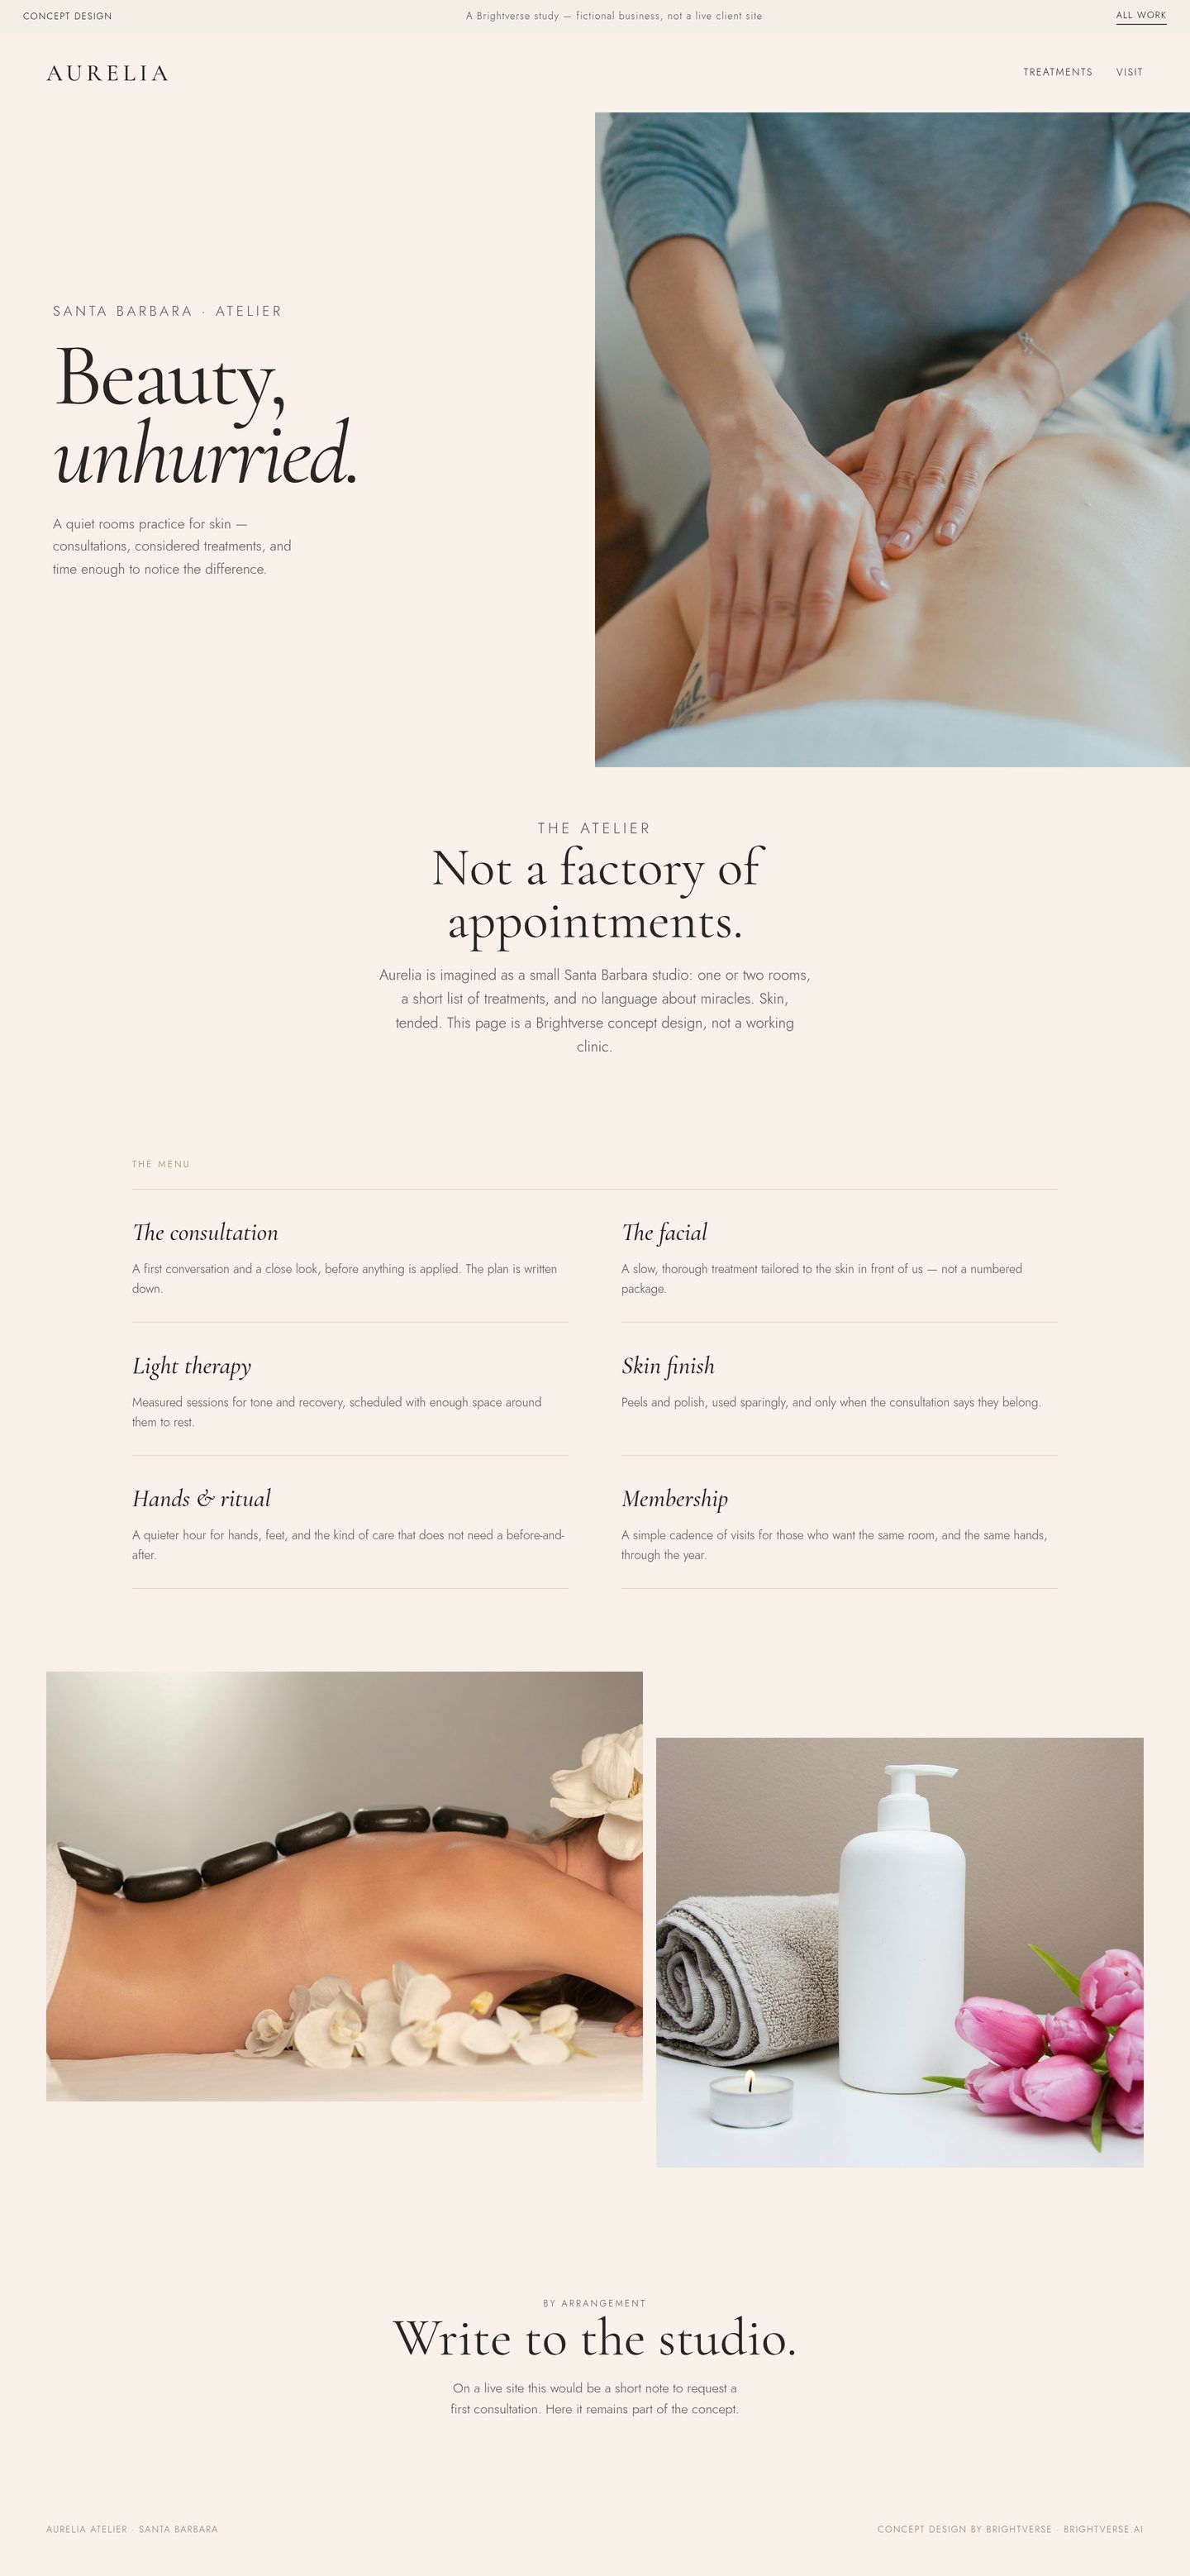 CONCEPT DESIGN
A Brightverse study — fictional business, not a live client site
ALL WORK
AURELIA
TREATMENTS
VISIT
SANTA BARBARA · ATELIER
Beauty,
unhurried.
A quiet rooms practice for skin —
consultations, considered treatments, and
time enough to notice the difference.
THE ATELIER
Not a factory of
appointments.
Aurelia is imagined as a small Santa Barbara studio: one or two rooms,
a short list of treatments, and no language about miracles. Skin,
tended. This page is a Brightverse concept design, not a working
clinic.
THE MENU
The consultation
A first conversation and a close look, before anything is applied. The plan is written
down.
The facial
A slow, thorough treatment tailored to the skin in front of us — not a numbered
package.
Light therapy
Measured sessions for tone and recovery, scheduled with enough space around
them to rest.
Skin finish
Peels and polish, used sparingly, and only when the consultation says they belong.
Hands & ritual
A quieter hour for hands, feet, and the kind of care that does not need a before-and-
after.
Membership
A simple cadence of visits for those who want the same room, and the same hands,
through the year.
BY ARRANGEMENT
Write to the studio.
On a live site this would be a short note to request a
first consultation. Here it remains part of the concept.
AURELIA ATELIER · SANTA BARBARA
CONCEPT DESIGN BY BRIGHTVERSE · BRIGHTVERSE.AI